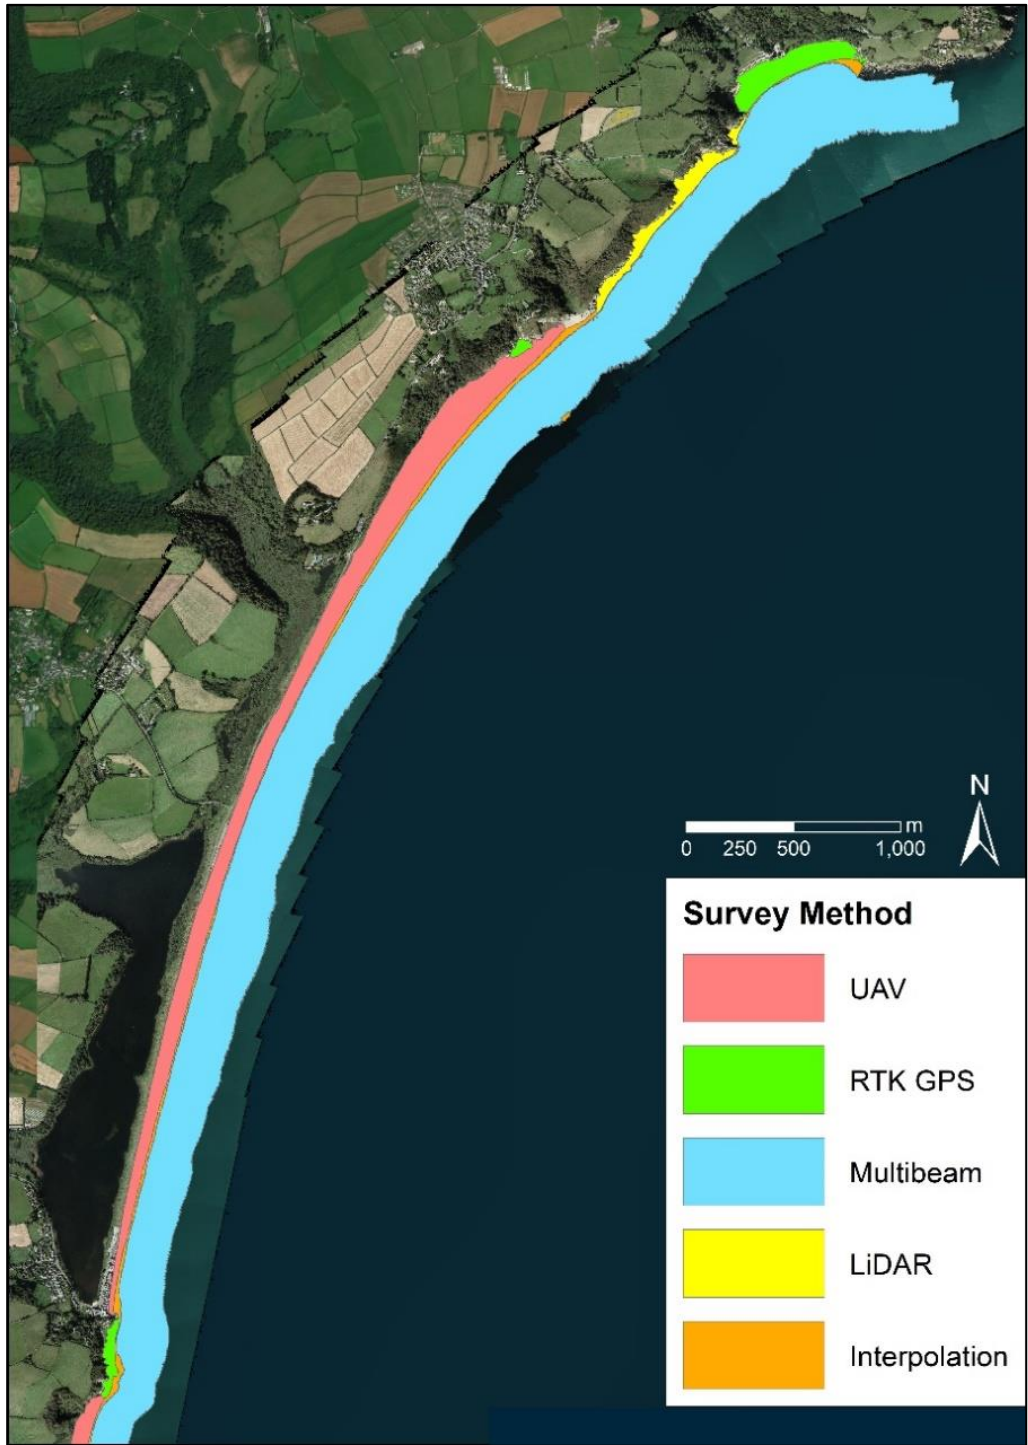 N
m
0 250 500 1,000
Survey Method
UAV
RTK GPS
Multibeam
LiDAR
Interpolation